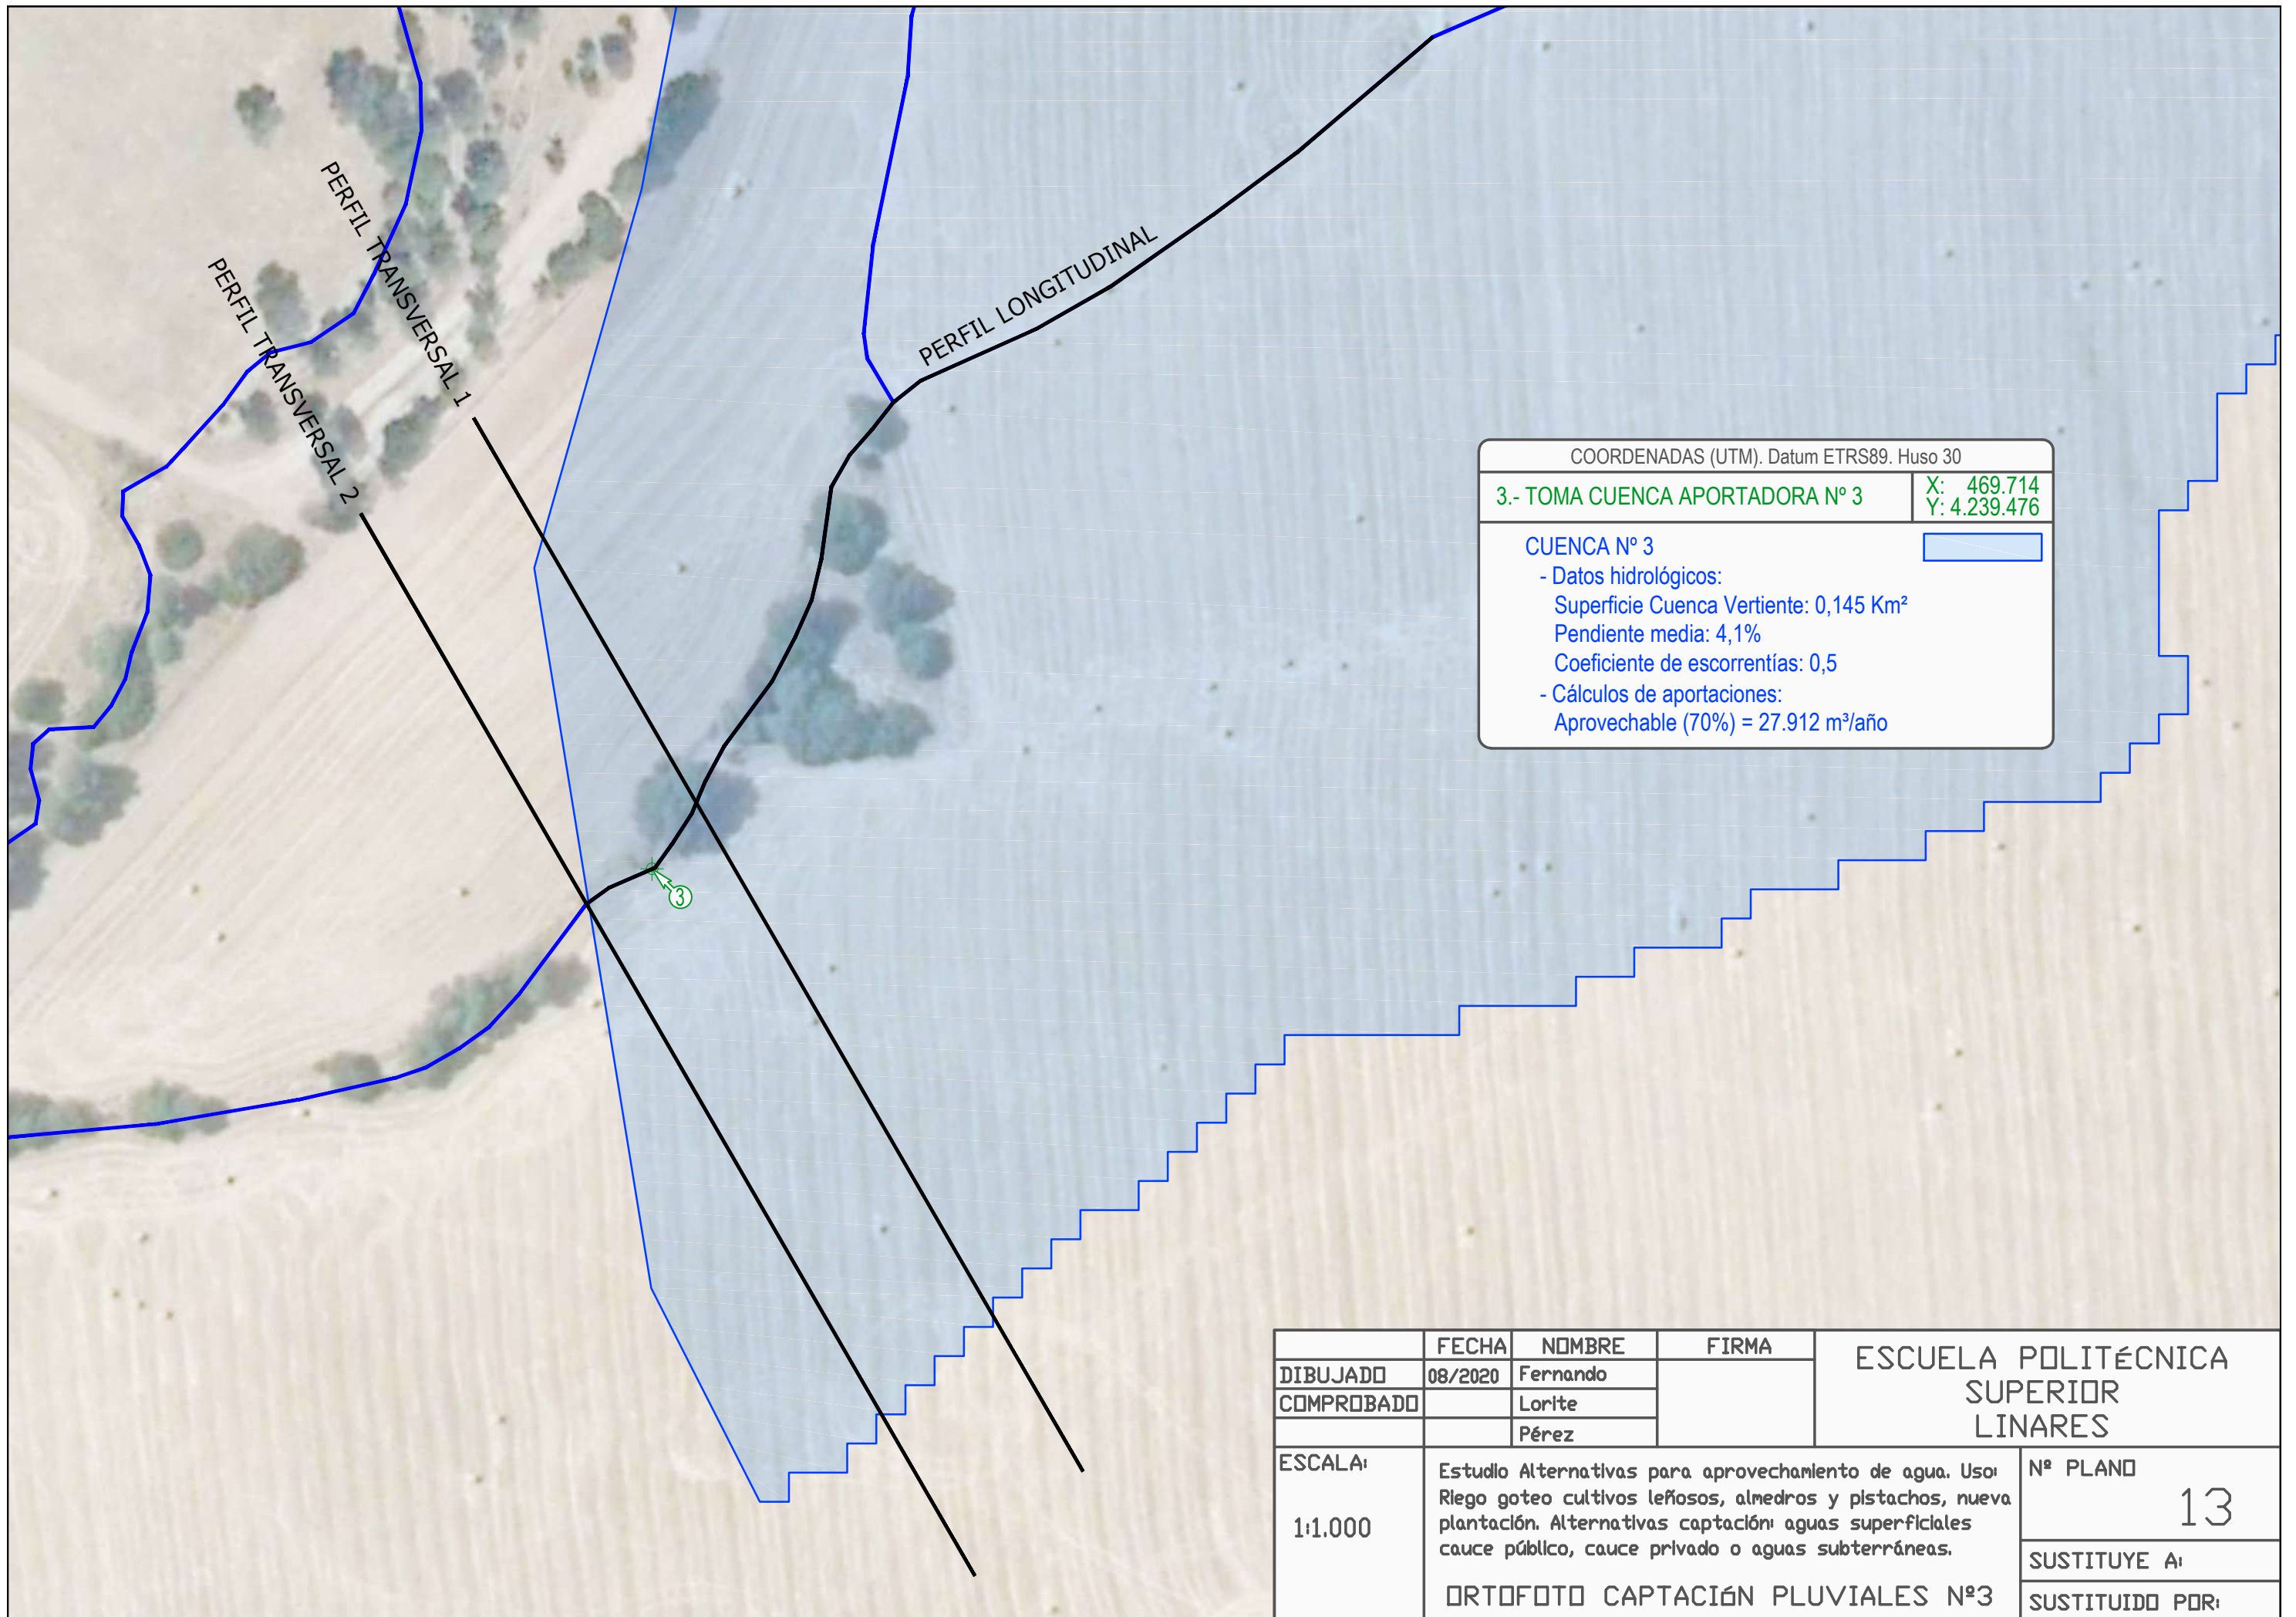 PERFIL TRANSVERSAL 1
PERFIL TRANSVERSAL 2
PERFIL LONGITUDINAL
3
COORDENADAS (UTM). Datum ETRS89. Huso 30
3.- TOMA CUENCA APORTADORA Nº 3
X: 469.714
Y: 4.239.476
CUENCA Nº 3
- Datos hidrológicos:
Superficie Cuenca Vertiente: 0,145 Km²
Pendiente media: 4,1%
Coeficiente de escorrentías: 0,5
- Cálculos de aportaciones:
Aprovechable (70%) = 27.912 m³/año
FECHA NOMBRE FIRMA
DIBUJADO 08/2020 Fernando
COMPROBADO Lorite
Pérez
ESCUELA POLITéCNICA
SUPERIOR
LINARES
ESCALA:
1:1.000
Estudio Alternativas para aprovechamiento de agua. Uso:
Riego goteo cultivos leñosos, almedros y pistachos, nueva
plantación. Alternativas captación: aguas superficiales
cauce público, cauce privado o aguas subterráneas.
ORTOFOTO CAPTACIóN PLUVIALES Nº3
Nº PLANO
13
SUSTITUYE A:
SUSTITUIDO POR: